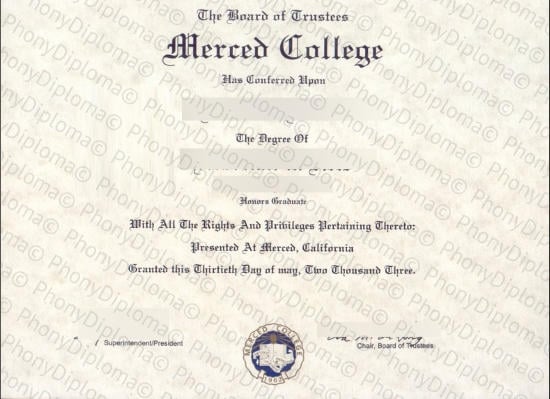 The Board of Trustees
Merced College
Has Conferred Upon
The Degree Of
Honors Graduate
With All The Rights And Privileges Pertaining Thereto:
Presented At Merced, California
Granted this Thirtieth Day of may, Two Thousand Three.
Superintendent/President
Chair, Board of Trustees
MERCED COLLEGE
1962
PhonyDiploma©